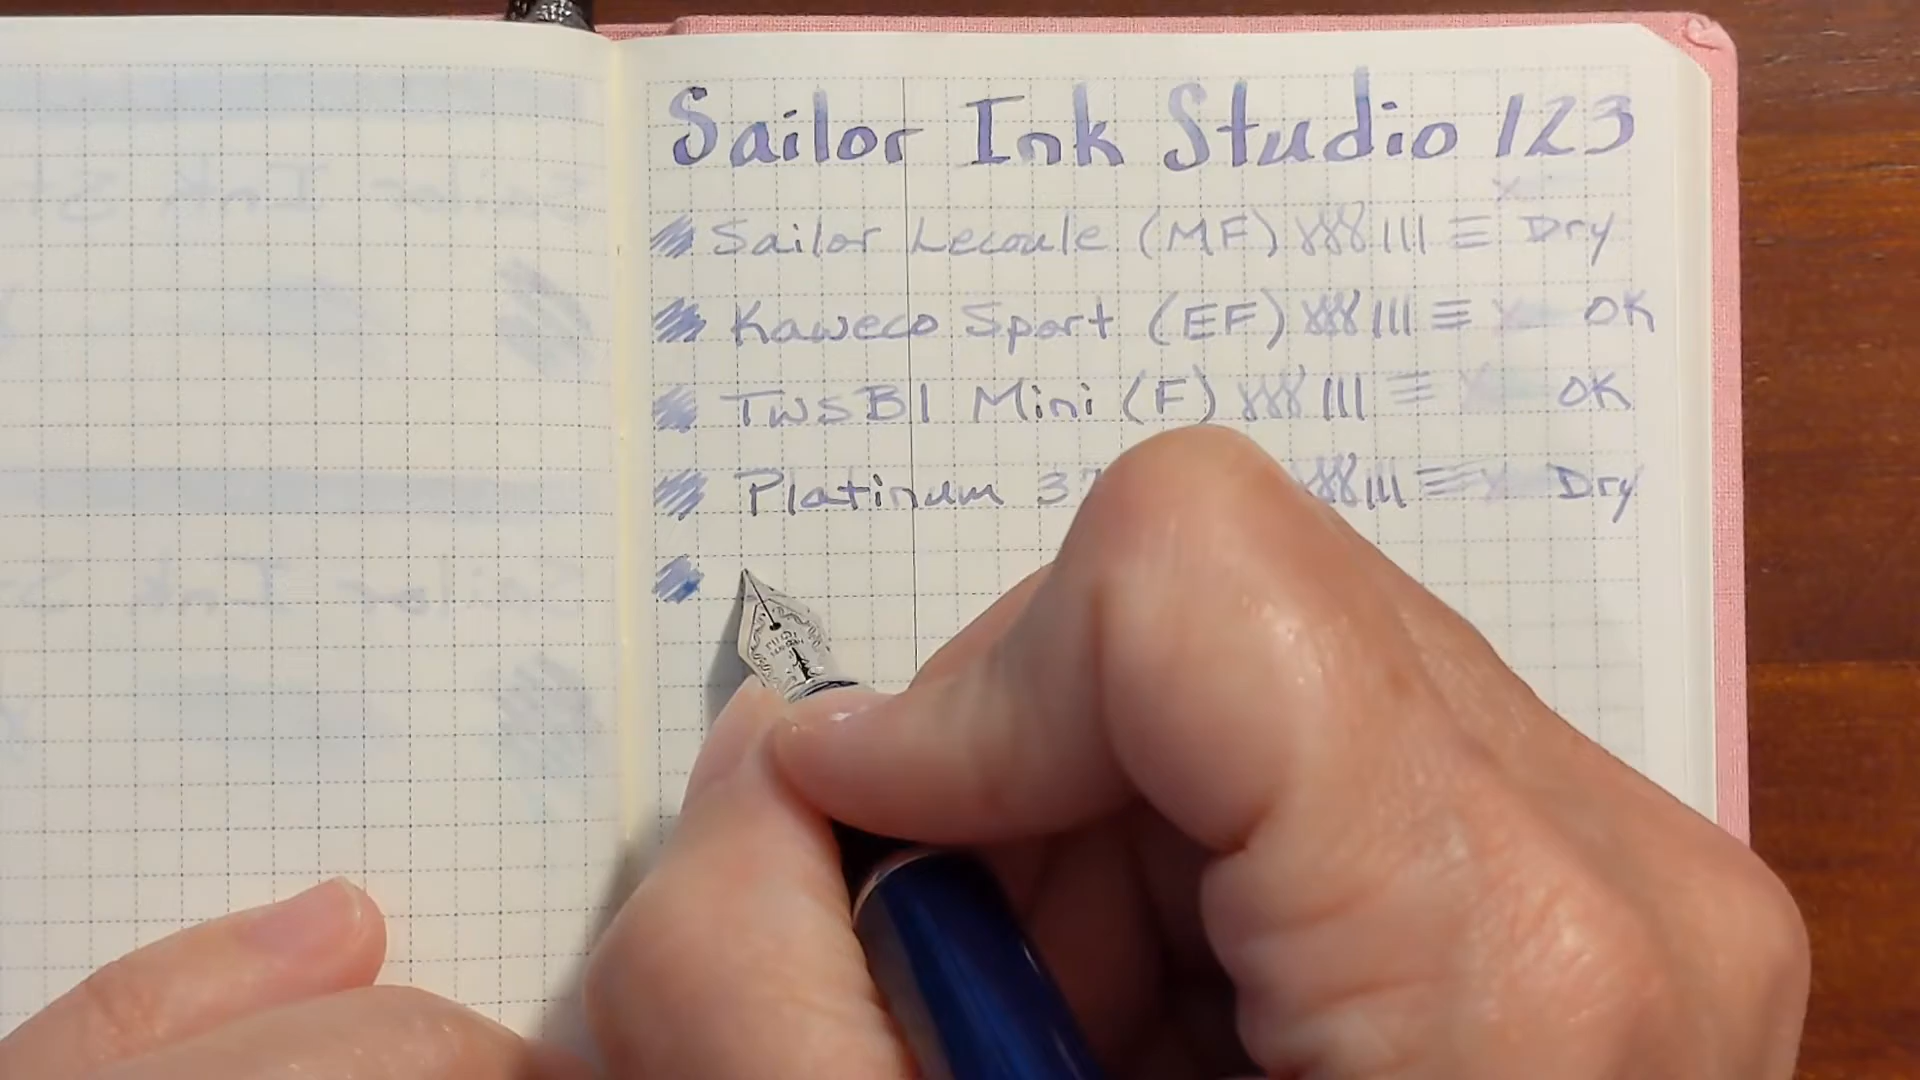 Sailor Ink Studio 123
Sailor Lecoule (MF) Dry
Kaweco Sport (EF) OK
TWSBI Mini (F) OK
Platinum Dry